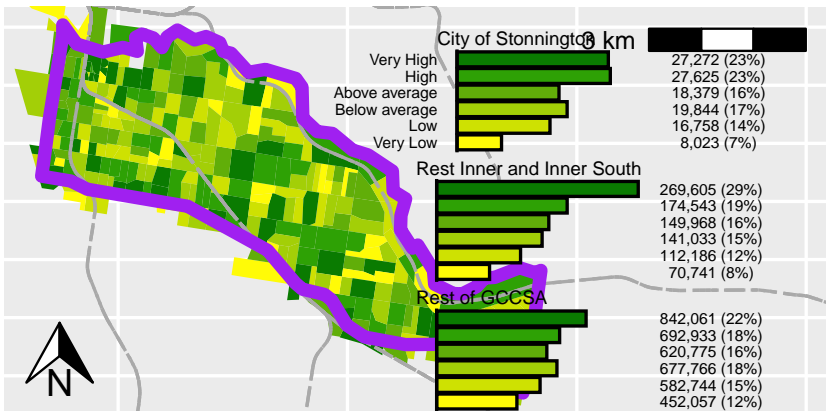 City of Stonnington 3 km
Very High 27,272 (23%)
High 27,625 (23%)
Above average 18,379 (16%)
Below average 19,844 (17%)
Low 16,758 (14%)
Very Low 8,023 (7%)
Rest Inner and Inner South
269,605 (29%)
174,543 (19%)
149,968 (16%)
141,033 (15%)
112,186 (12%)
70,741 (8%)
Rest of GCCSA
842,061 (22%)
692,933 (18%)
620,775 (16%)
677,766 (18%)
582,744 (15%)
452,057 (12%)
N